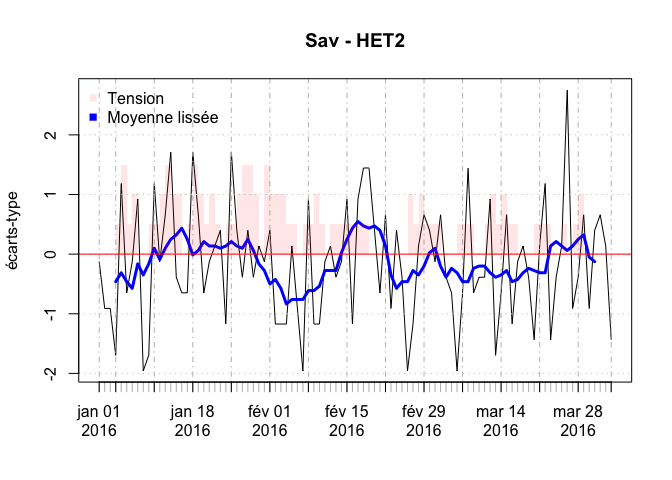 Sav - HET2
Tension
Moyenne lissée
écarts-type
2
1
0
-1
-2
jan 01 2016
jan 18 2016
fév 01 2016
fév 15 2016
fév 29 2016
mar 14 2016
mar 28 2016